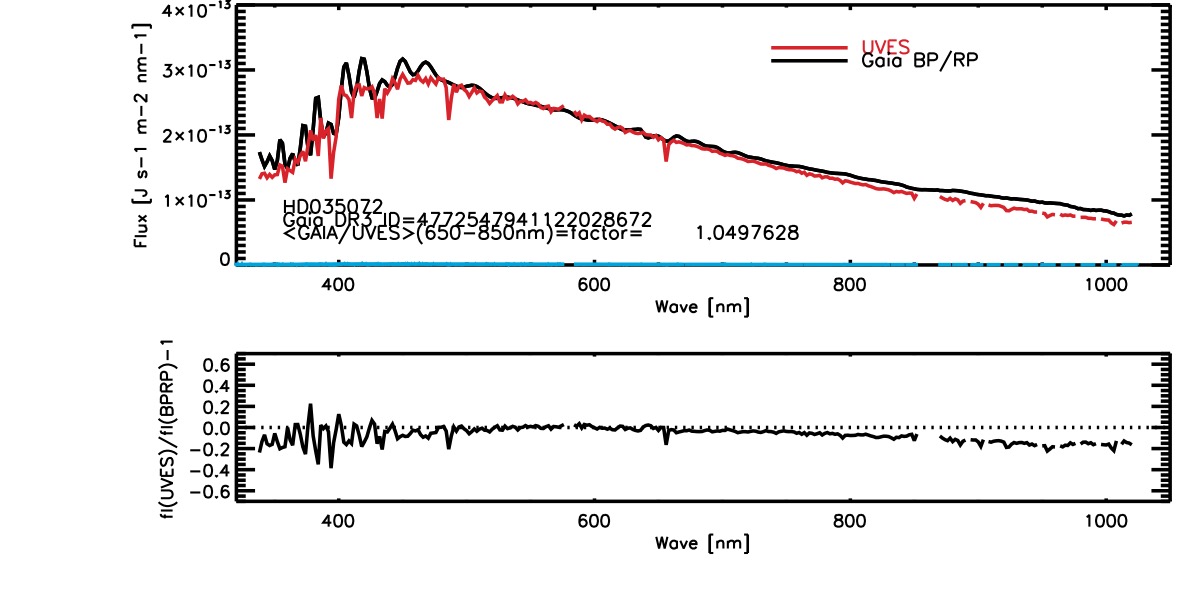 4×10−13
3×10−13
2×10−13
1×10−13
0
Flux [J s−1 m−2 nm−1]
UVES
Gaia BP/RP
HD035072
Gaia DR3 ID=4772547941122028672
<GAIA/UVES>(650−850nm)=factor= 1.0497628
400 600 800 1000
Wave [nm]
0.6
0.4
0.2
0.0
−0.2
−0.4
−0.6
fl(UVES)/fl(BPRP)−1
400 600 800 1000
Wave [nm]